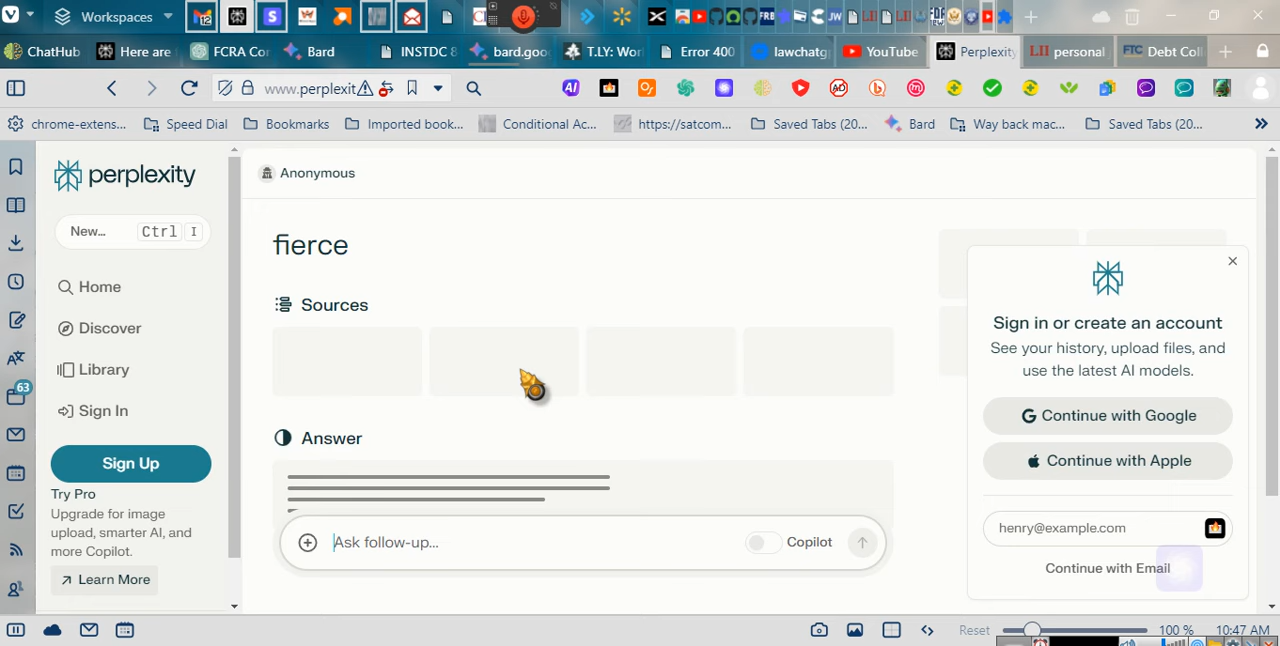 Workspaces
ChatHub
Here are
FCRA Cor
Bard
INSTDC 8
bard.goo
T.LY: Wor
Error 400
lawchatg
YouTube
Perplexity
LII personal
FTC Debt Coll
www.perplexit
chrome-extens...
Speed Dial
Bookmarks
Imported book...
Conditional Ac...
https://satcom...
Saved Tabs (20...
Bard
Way back mac...
Saved Tabs (20...
perplexity
Anonymous
New... Ctrl I
fierce
Home
Sources
Discover
Sign in or create an account
See your history, upload files, and
use the latest AI models.
Library
Sign In
63
Continue with Google
Answer
Sign Up
Continue with Apple
Try Pro
Upgrade for image
upload, smarter AI, and
more Copilot.
henry@example.com
Ask follow-up...
Copilot
Continue with Email
Learn More
Reset
100 %
10:47 AM